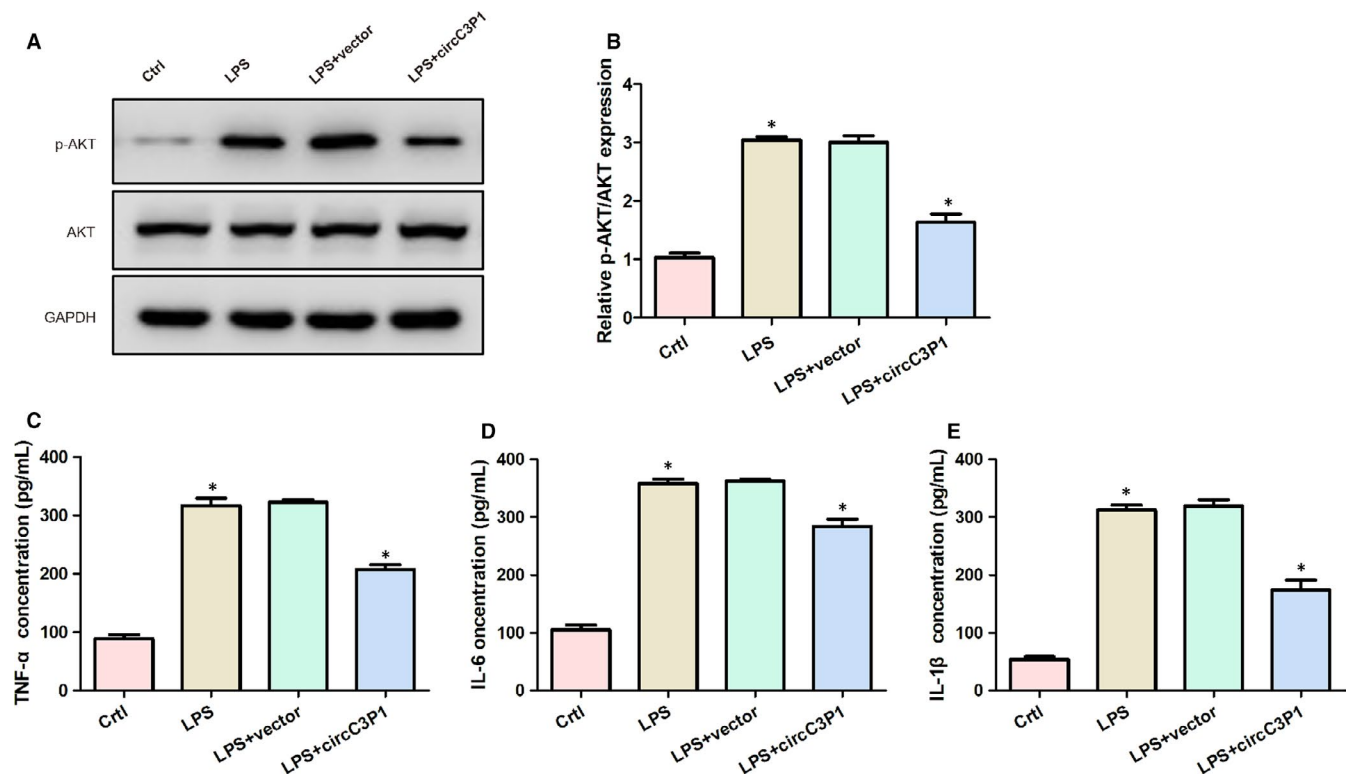 A
Ctrl
LPS
LPS+vector
LPS+circC3P1
p-AKT
AKT
GAPDH
B
Relative p-AKT/AKT expression
4
3
2
1
0
*
*
Crtl
LPS
LPS+vector
LPS+circC3P1
C
TNF-α concentration (pg/mL)
400
300
200
100
0
*
*
Crtl
LPS
LPS+vector
LPS+circC3P1
D
IL-6 oncentration (pg/mL)
400
300
200
100
0
*
*
Crtl
LPS
LPS+vector
LPS+circC3P1
E
IL-1β concentration (pg/mL)
400
300
200
100
0
*
*
Crtl
LPS
LPS+vector
LPS+circC3P1